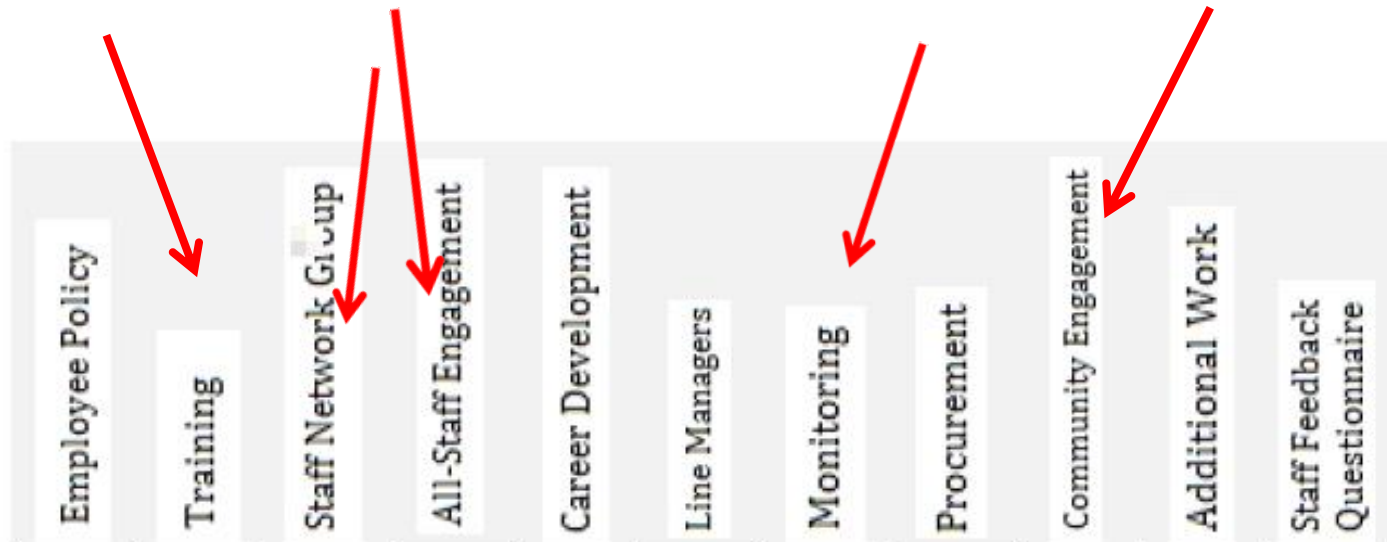 Employee Policy
Training
Staff Network Group
All-Staff Engagement
Career Development
Line Managers
Monitoring
Procurement
Community Engagement
Additional Work
Staff Feedback
Questionnaire